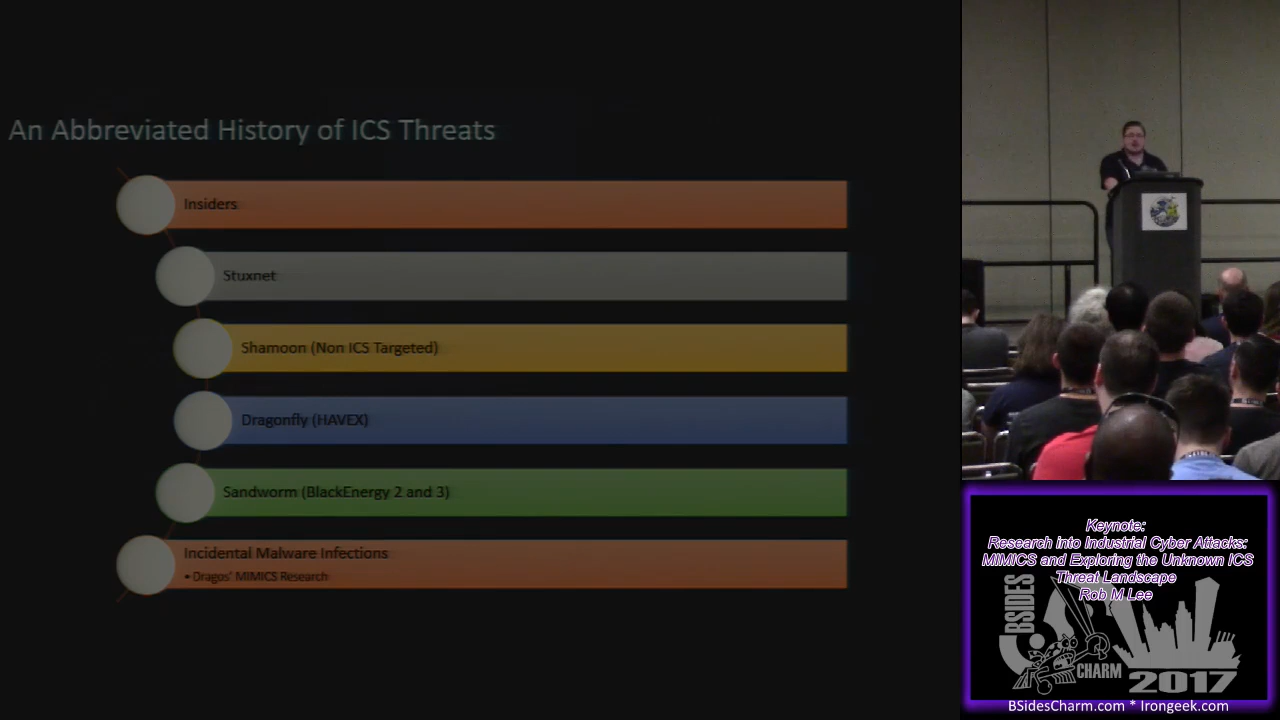 An Abbreviated History of ICS Threats
Insiders
Stuxnet
Shamoon (Non ICS Targeted)
Dragonfly (HAVEX)
Sandworm (BlackEnergy 2 and 3)
Incidental Malware Infections
• Dragos' MIMICS Research
Keynote:
Research into Industrial Cyber Attacks:
MIMICS and Exploring the Unknown ICS
Threat Landscape
Rob M Lee
BSIDES
CHARM
2017
BSidesCharm.com * Irongeek.com